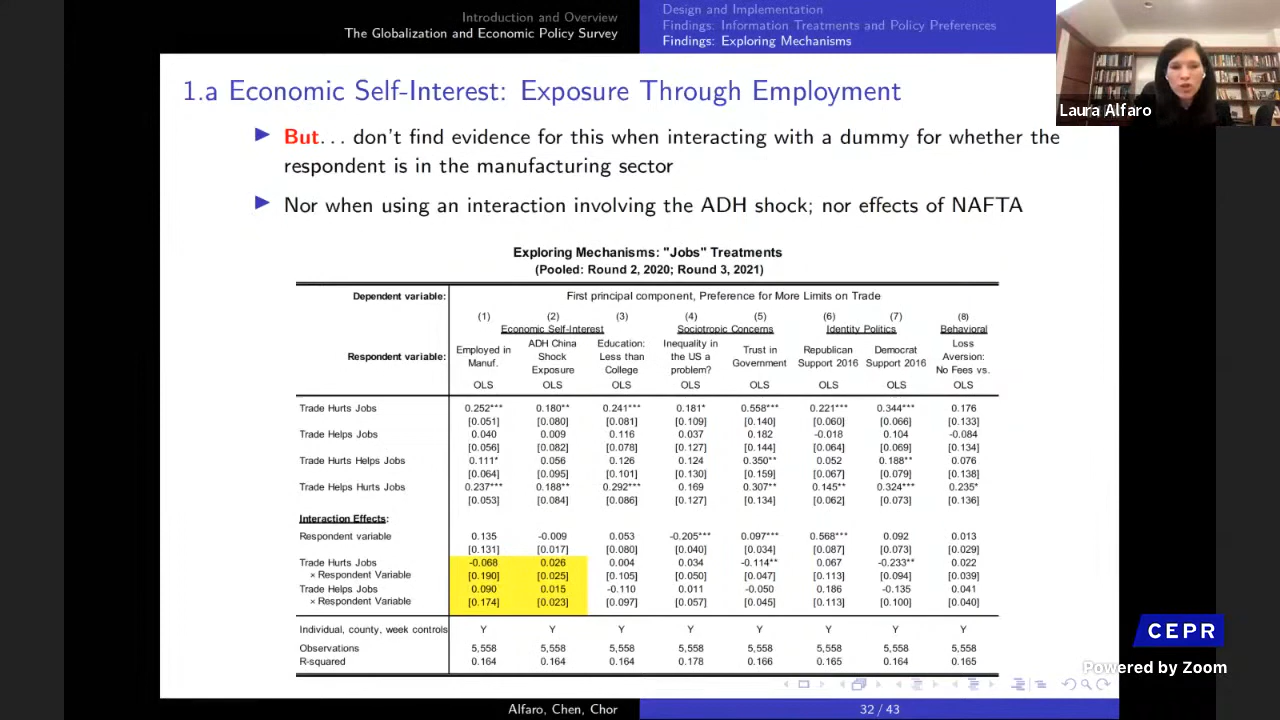 Introduction and Overview
The Globalization and Economic Policy Survey
Design and Implementation
Findings: Information Treatments and Policy Preferences
Findings: Exploring Mechanisms
Laura Alfaro
1.a Economic Self-Interest: Exposure Through Employment
But... don't find evidence for this when interacting with a dummy for whether the
respondent is in the manufacturing sector
Nor when using an interaction involving the ADH shock; nor effects of NAFTA
Exploring Mechanisms: "Jobs" Treatments
(Pooled: Round 2, 2020; Round 3, 2021)
Dependent variable: First principal component, Preference for More Limits on Trade
(1) (2) (3) (4) (5) (6) (7) (8)
Economic Self-Interest Sociotropic Concerns Identity Politics Behavioral
Respondent variable: Employed in Manuf. ADH China Shock Exposure Education: Less than College Inequality in the US a problem? Trust in Government Republican Support 2016 Democrat Support 2016 Loss Aversion: No Fees vs.
OLS OLS OLS OLS OLS OLS OLS OLS
Trade Hurts Jobs 0.252*** 0.180** 0.241*** 0.181* 0.558*** 0.221*** 0.344*** 0.176
[0.051] [0.080] [0.081] [0.109] [0.140] [0.060] [0.066] [0.133]
Trade Helps Jobs 0.040 0.009 0.116 0.037 0.182 -0.018 0.104 -0.084
[0.056] [0.082] [0.078] [0.127] [0.144] [0.064] [0.069] [0.134]
Trade Hurts Helps Jobs 0.111* 0.056 0.126 0.124 0.350** 0.052 0.188** 0.076
[0.064] [0.095] [0.101] [0.130] [0.159] [0.067] [0.079] [0.138]
Trade Helps Hurts Jobs 0.237*** 0.188** 0.292*** 0.169 0.307** 0.145** 0.324*** 0.235*
[0.053] [0.084] [0.086] [0.127] [0.134] [0.062] [0.073] [0.136]
Interaction Effects:
Respondent variable 0.135 -0.009 0.053 -0.205*** 0.097*** 0.568*** 0.092 0.013
[0.131] [0.017] [0.080] [0.040] [0.034] [0.087] [0.073] [0.029]
Trade Hurts Jobs -0.068 0.026 0.004 0.034 -0.114** 0.067 -0.233** 0.022
× Respondent Variable [0.190] [0.025] [0.105] [0.050] [0.047] [0.113] [0.094] [0.039]
Trade Helps Jobs 0.090 0.015 -0.110 0.011 -0.050 0.186 -0.135 0.041
× Respondent Variable [0.174] [0.023] [0.097] [0.057] [0.045] [0.113] [0.100] [0.040]
Individual, county, week controls Y Y Y Y Y Y Y Y
Observations 5,558 5,558 5,558 5,558 5,558 5,558 5,558 5,558
R-squared 0.164 0.164 0.164 0.178 0.166 0.165 0.164 0.165
CEPR
Powered by Zoom
Alfaro, Chen, Chor
32 / 43